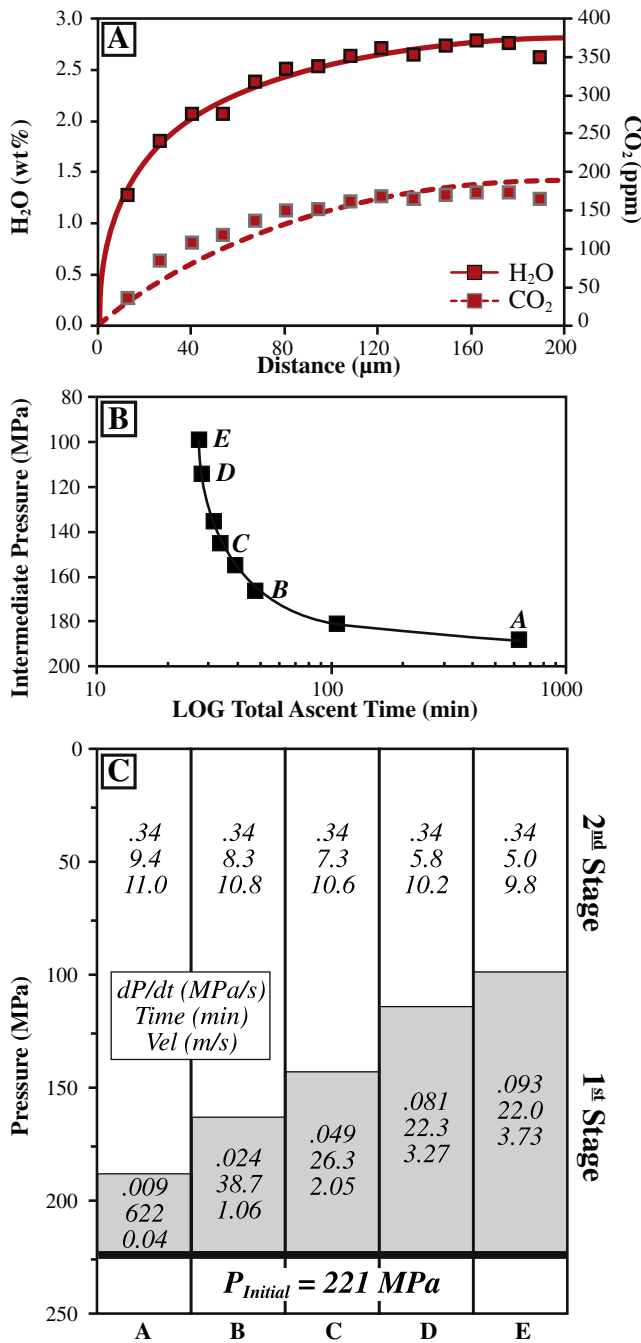 A
H₂O (wt%)
3.0
2.5
2.0
1.5
1.0
0.5
0.0
CO₂ (ppm)
400
350
300
250
200
150
100
50
0
H₂O
CO₂
0 40 80 120 160 200
Distance (µm)
B
Intermediate Pressure (MPa)
80
100
120
140
160
180
200
E
D
C
B
A
10 100 1000
LOG Total Ascent Time (min)
C
Pressure (MPa)
0
50
100
150
200
250
.34 .34 .34 .34 .34
9.4 8.3 7.3 5.8 5.0
11.0 10.8 10.6 10.2 9.8
2nd Stage
dP/dt (MPa/s)
Time (min)
Vel (m/s)
.009
622
0.04
.024
38.7
1.06
.049
26.3
2.05
.081
22.3
3.27
.093
22.0
3.73
1st Stage
P_Initial = 221 MPa
A B C D E